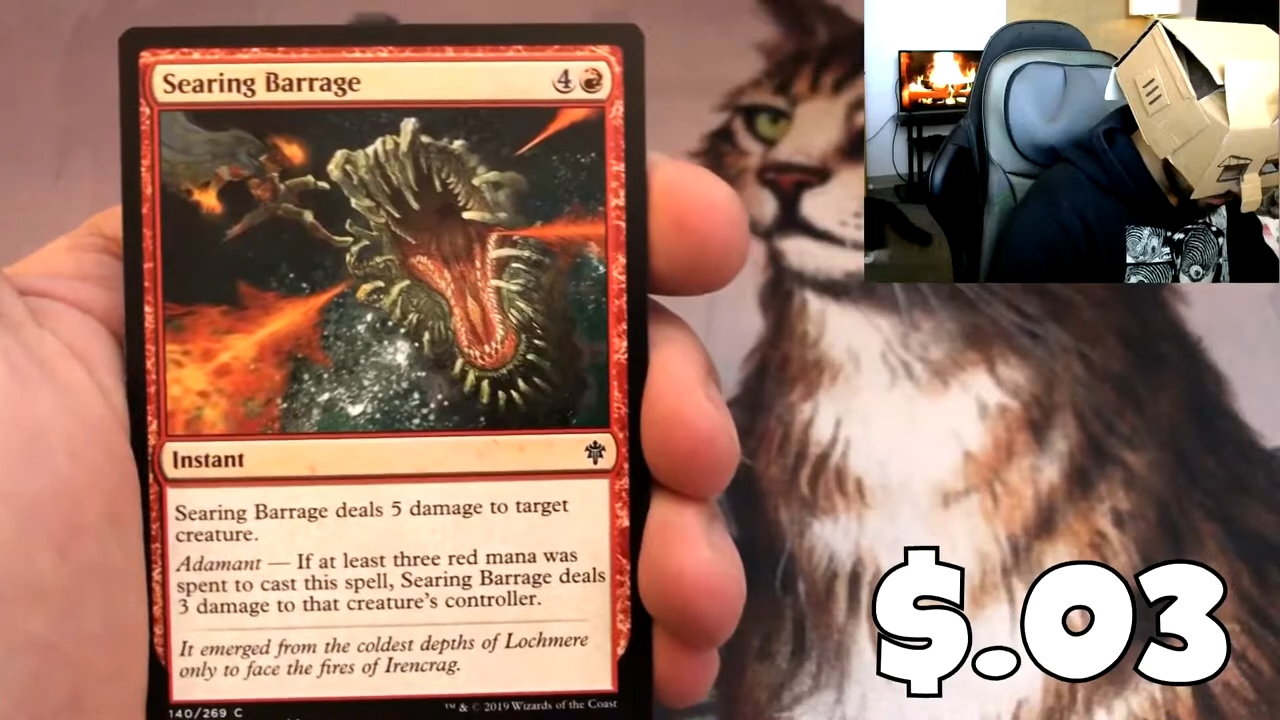 Searing Barrage 4
Instant
Searing Barrage deals 5 damage to target
creature.
Adamant — If at least three red mana was
spent to cast this spell, Searing Barrage deals
3 damage to that creature's controller.
It emerged from the coldest depths of Lochmere
only to face the fires of Irencrag.
140/269 C
™ & © 2019 Wizards of the Coast
$.03